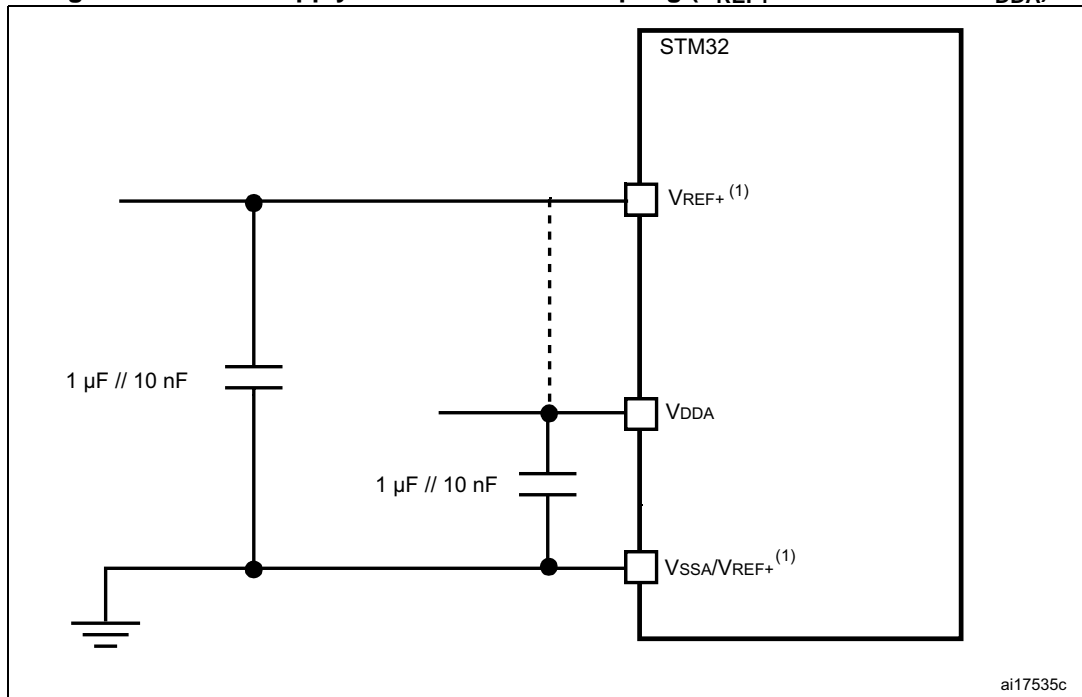 STM32
VREF+ (1)
1 µF // 10 nF
VDDA
1 µF // 10 nF
VSSA/VREF+ (1)
ai17535c